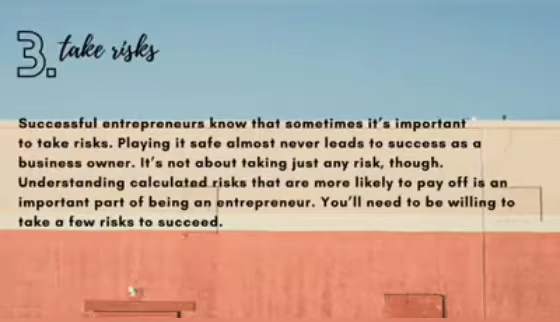 3. take risks
Successful entrepreneurs know that sometimes it's important
to take risks. Playing it safe almost never leads to success as a
business owner. It's not about taking just any risk, though.
Understanding calculated risks that are more likely to pay off is an
important part of being an entrepreneur. You'll need to be willing to
take a few risks to succeed.